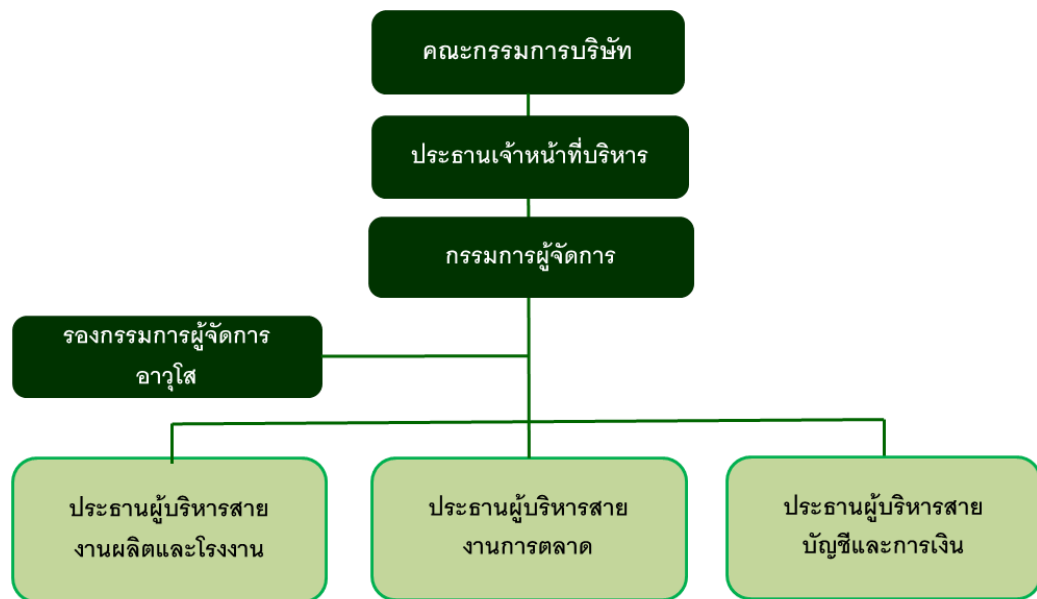 คณะกรรมการบริษัท
ประธานเจ้าหน้าที่บริหาร
กรรมการผู้จัดการ
รองกรรมการผู้จัดการ
อาวุโส
ประธานผู้บริหารสาย
งานผลิตและโรงงาน
ประธานผู้บริหารสาย
งานการตลาด
ประธานผู้บริหารสาย
บัญชีและการเงิน